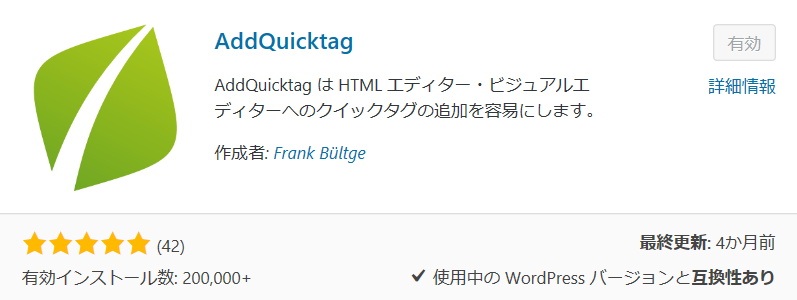 AddQuicktag
有効
AddQuicktag は HTML エディター・ビジュアルエ
ディターへのクイックタグの追加を容易にします。
詳細情報
作成者: Frank Bültge
(42)
最終更新: 4か月前
有効インストール数: 200,000+
使用中の WordPress バージョンと互換性あり